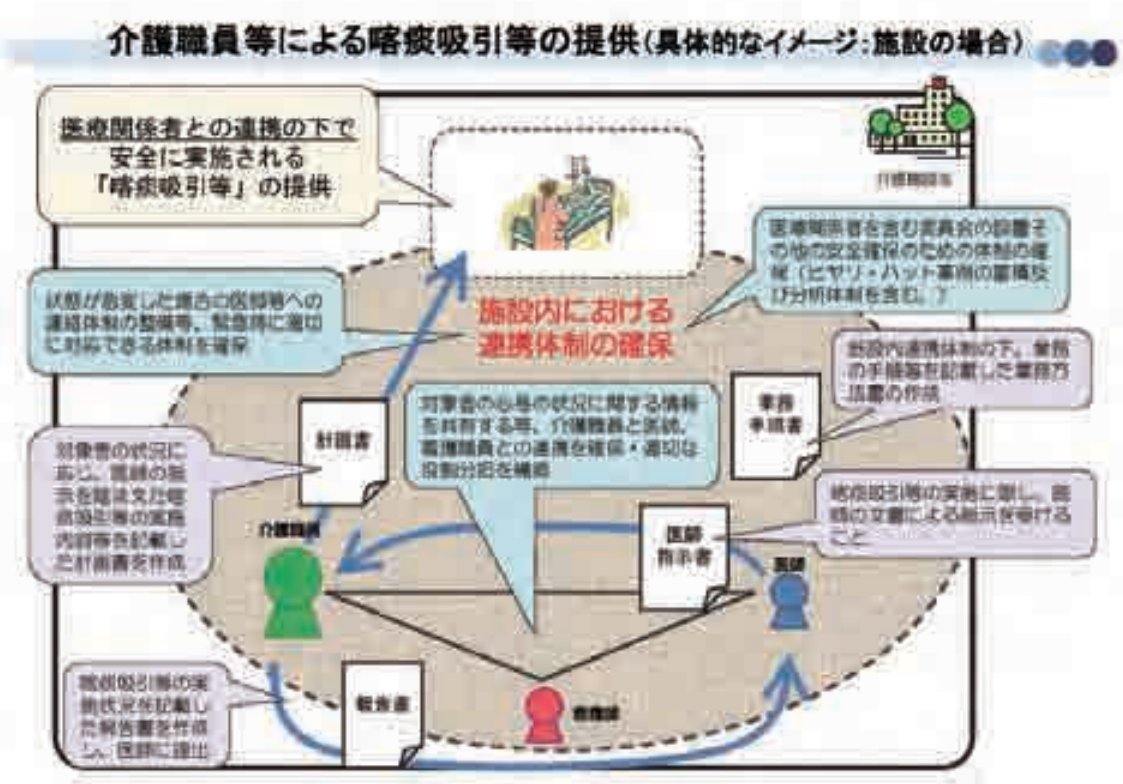 介護職員等による喀痰吸引等の提供(具体的なイメージ:施設の場合)
医療関係者との連携の下で
安全に実施される
「喀痰吸引等」の提供
医療関係者を含む委員会の設置そ
の他の安全確保のための体制の確
保(ヒヤリ・ハット事例の蓄積及
び分析体制を含む。)
状態が急変した場合の医師等への
連絡体制の整備等、緊急時に適切
に対応できる体制を確保
施設内における
連携体制の確保
施設内連携体制の下、業務
の手順等を記載した業務方
法書の作成
計画書
対象者の心身の状況に関する情報
を共有する等、介護職員と医師、
看護職員との連携を確保・適切な
役割分担を構築
業務
手順書
対象者の状況に
応じ、医師の指
示を踏まえた喀
痰吸引等の実施
内容等を記載し
た計画書を作成
喀痰吸引等の実施に際し、医
師の文書による指示を受ける
こと
介護職員
医師
指示書
医師
喀痰吸引等の実
施状況を記載し
た報告書を作成
し、医師に提出
報告書
看護師